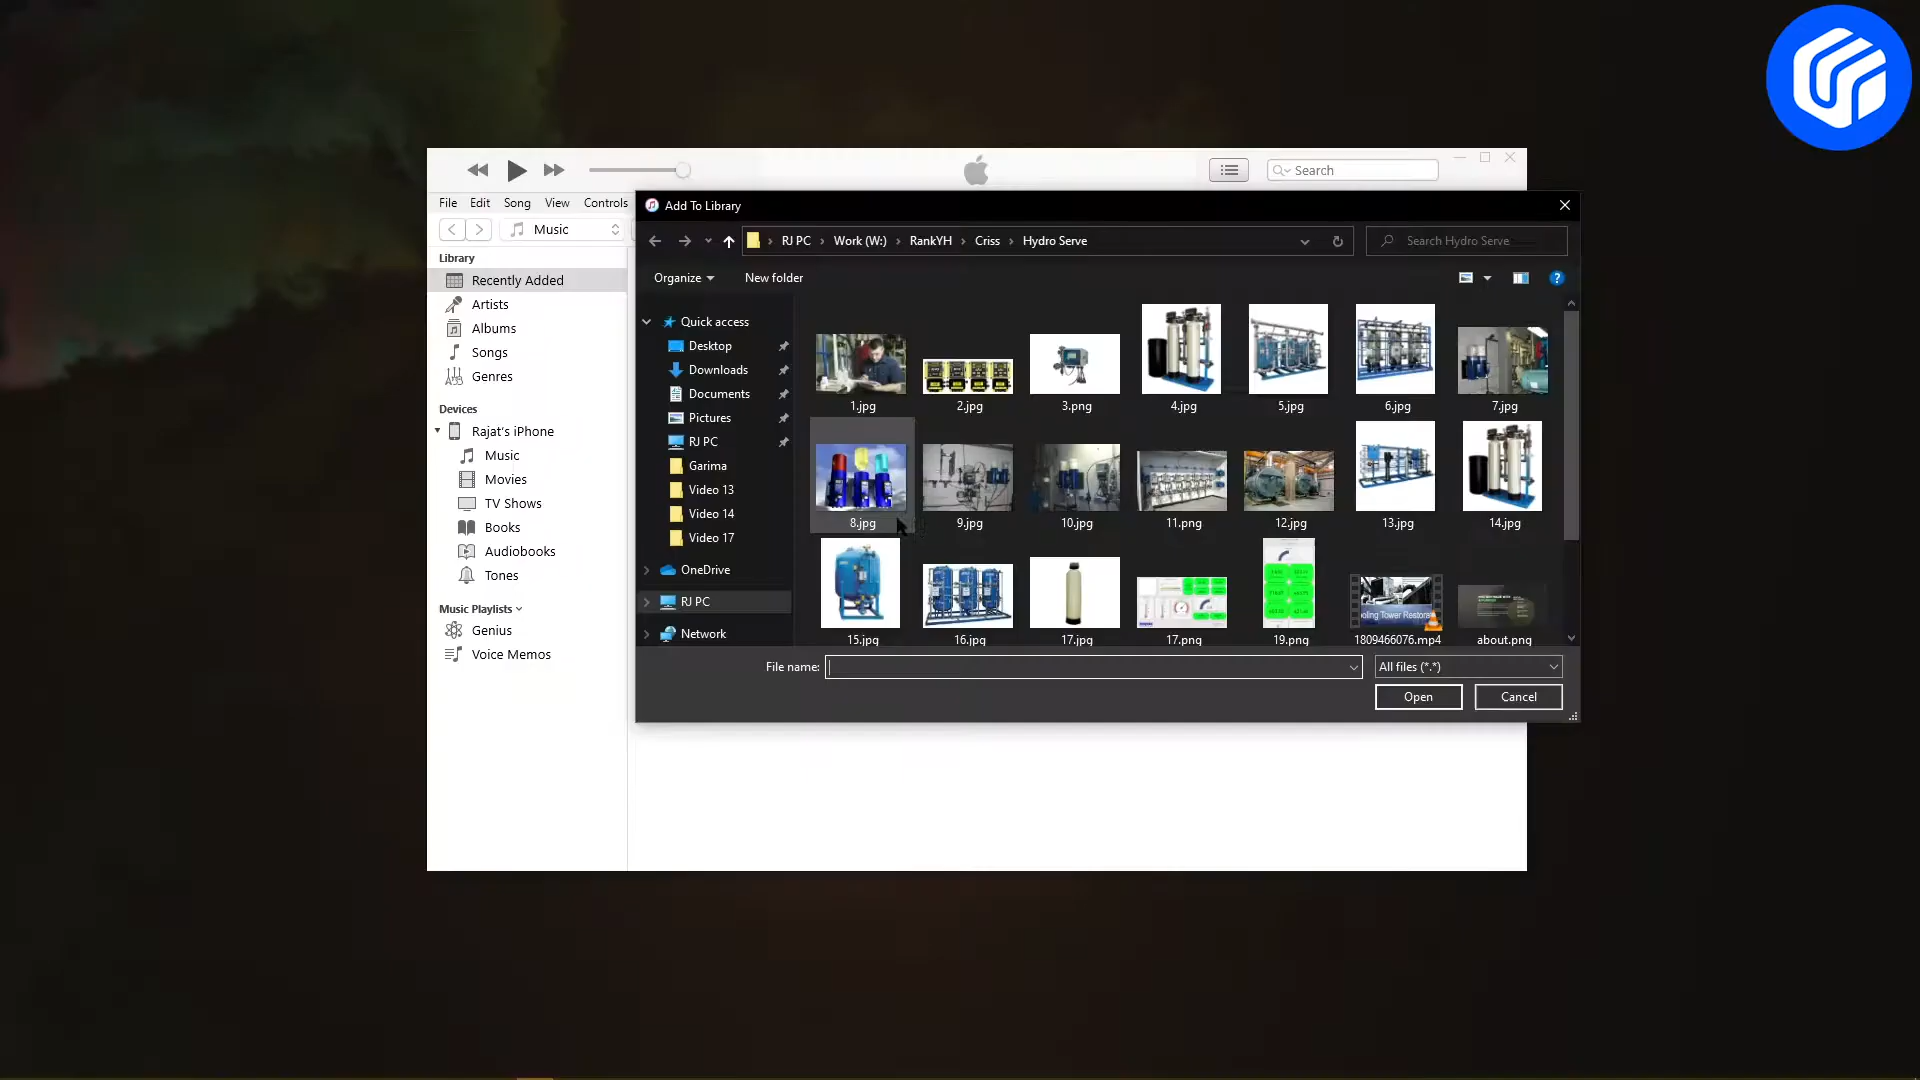 Search
File Edit Song View Controls
Music
Library
Recently Added
Artists
Albums
Songs
Genres
Devices
Rajat's iPhone
Music
Movies
TV Shows
Books
Audiobooks
Tones
Music Playlists
Genius
Voice Memos
Add To Library
RJ PC › Work (W:) › RankYH › Criss › Hydro Serve
Search Hydro Serve
Organize New folder
Quick access
Desktop
Downloads
Documents
Pictures
RJ PC
Garima
Video 13
Video 14
Video 17
OneDrive
RJ PC
Network
1.jpg 2.jpg 3.png 4.jpg 5.jpg 6.jpg 7.jpg
8.jpg 9.jpg 10.jpg 11.png 12.jpg 13.jpg 14.jpg
ooling Tower Restora
15.jpg 16.jpg 17.jpg 17.png 19.png 1809466076.mp4 about.png
File name: All files (*.*)
Open Cancel